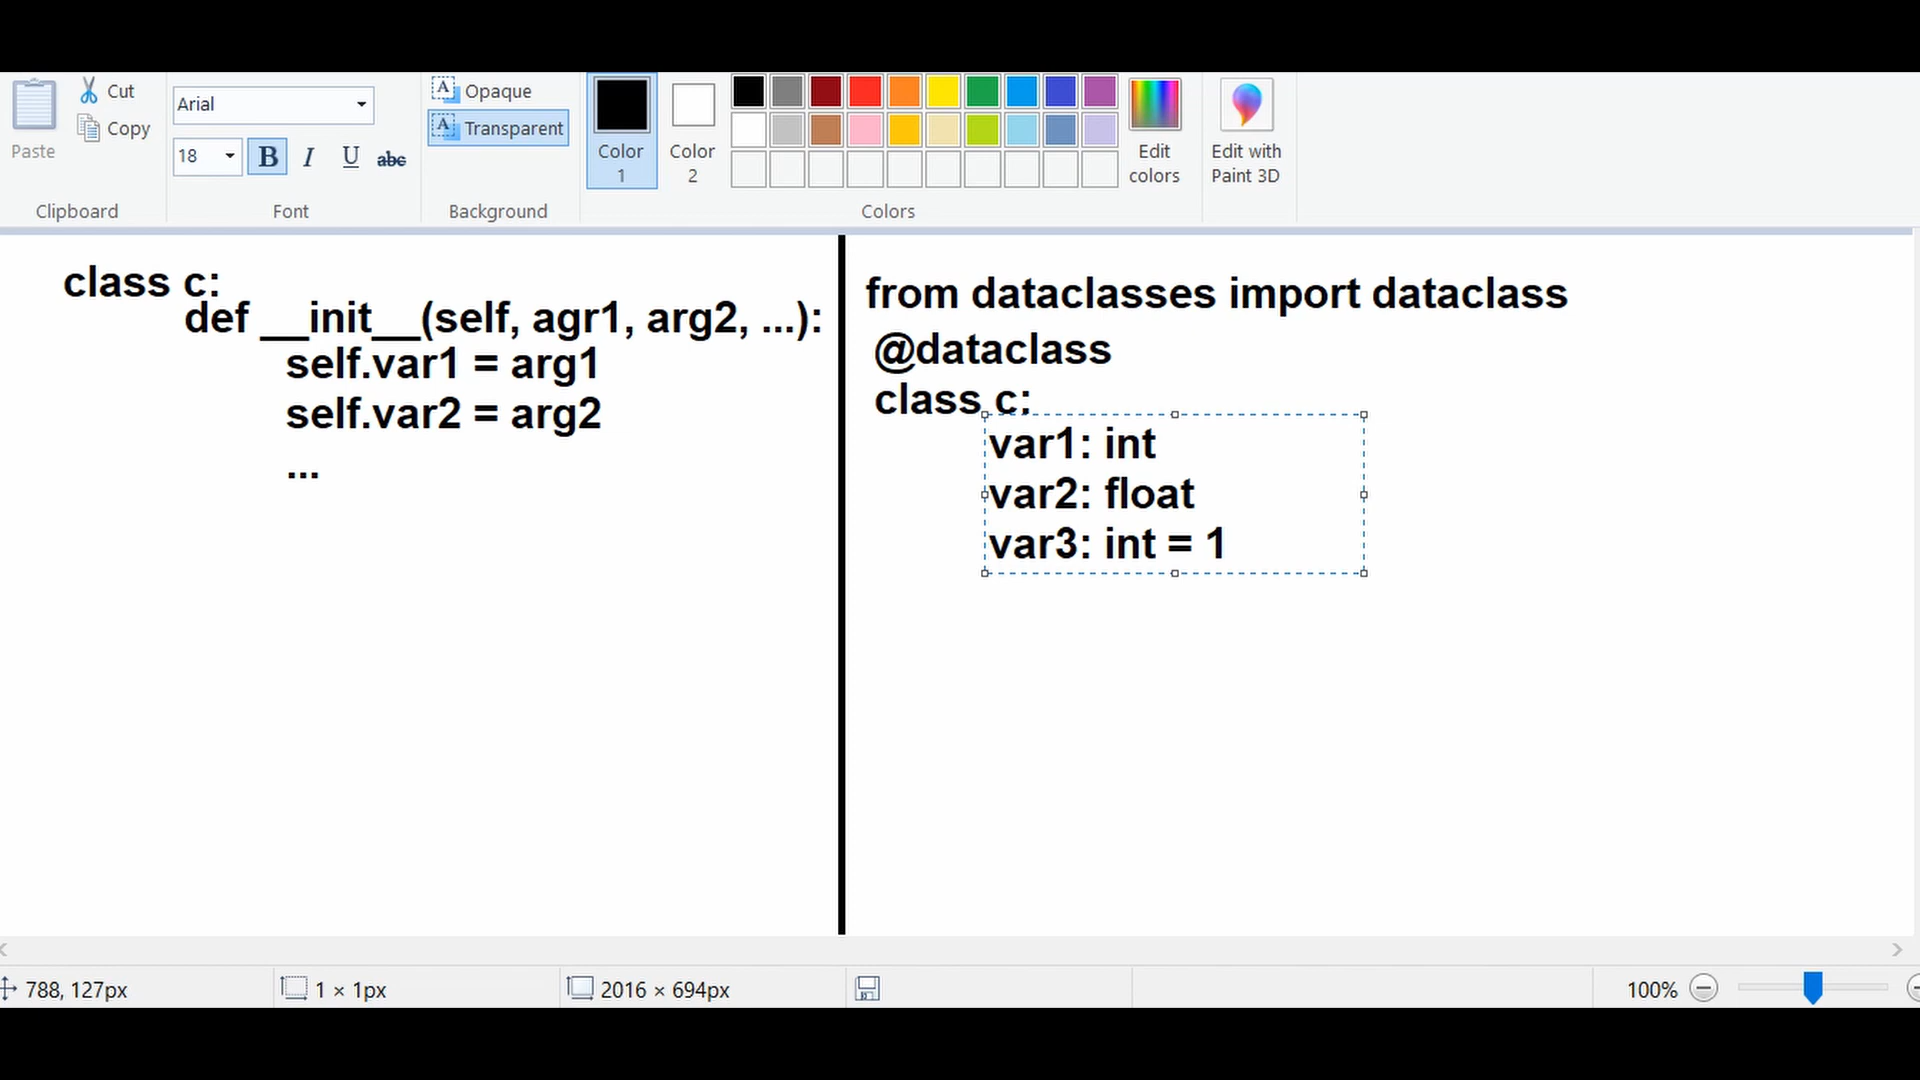 Paste
Cut
Copy
Clipboard
Arial
18
B I U abc
Font
Opaque
Transparent
Background
Color 1
Color 2
Colors
Edit colors
Edit with Paint 3D
class c:
def __init__(self, agr1, arg2, ...):
self.var1 = arg1
self.var2 = arg2
...
from dataclasses import dataclass
@dataclass
class c:
var1: int
var2: float
var3: int = 1
788, 127px
1 × 1px
2016 × 694px
100%